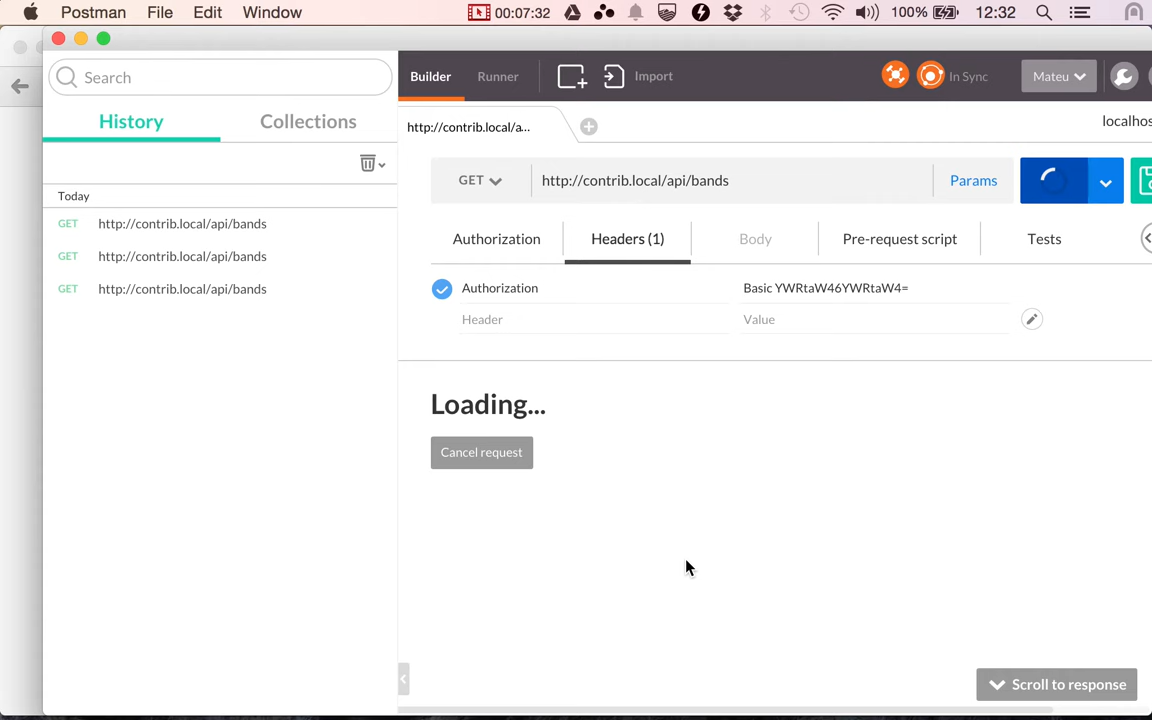 Postman File Edit Window 00:07:32 100% 12:32
Search
Builder Runner Import In Sync Mateu
History Collections
http://contrib.local/a... localhos
GET http://contrib.local/api/bands Params
Today
GET http://contrib.local/api/bands
GET http://contrib.local/api/bands
GET http://contrib.local/api/bands
Authorization Headers (1) Body Pre-request script Tests
Authorization Basic YWRtaW46YWRtaW4=
Header Value
Loading...
Cancel request
Scroll to response